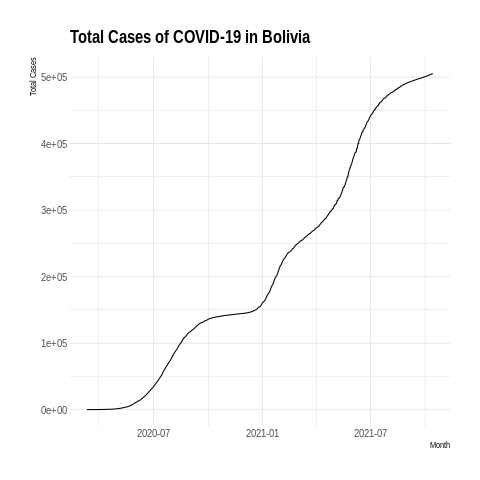 Total Cases of COVID-19 in Bolivia
Total Cases
5e+05
4e+05
3e+05
2e+05
1e+05
0e+00
2020-07 2021-01 2021-07
Month